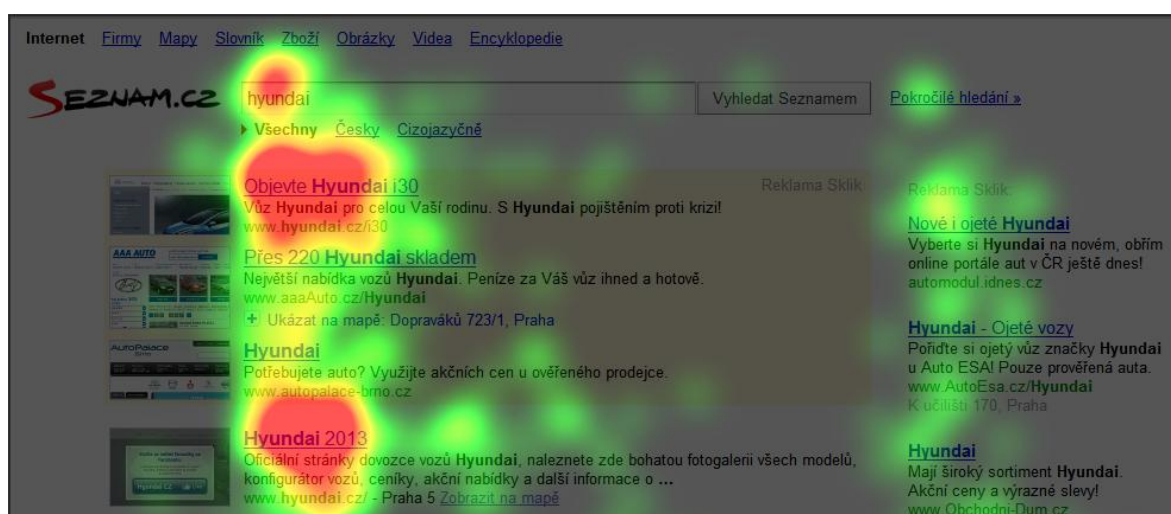 Internet Firmy Mapy Slovník Zboží Obrázky Videa Encyklopedie
SEZNAM.CZ
hyundai
Vyhledat Seznamem
Pokročilé hledání »
Všechny Česky Cizojazyčně
Objevte Hyundai i30
Reklama Sklik
Vůz Hyundai pro celou Vaší rodinu. S Hyundai pojištěním proti krizi!
www.hyundai.cz/i30
AAA AUTO
Přes 220 Hyundai skladem
Největší nabídka vozů Hyundai. Peníze za Váš vůz ihned a hotově.
www.aaaAuto.cz/Hyundai
+ Ukázat na mapě: Dopraváků 723/1, Praha
AutoPalace
Brno
Hyundai
Potřebujete auto? Využijte akčních cen u ověřeného prodejce.
www.autopalace-brno.cz
Hyundai 2013
Oficiální stránky dovozce vozů Hyundai, naleznete zde bohatou fotogalerii všech modelů,
konfigurátor vozů, ceníky, akční nabídky a další informace o ...
www.hyundai.cz/ - Praha 5 Zobrazit na mapě
Reklama Sklik:
Nové i ojeté Hyundai
Vyberte si Hyundai na novém, obřím
online portále aut v ČR ještě dnes!
automodul.idnes.cz
Hyundai - Ojeté vozy
Pořiďte si ojetý vůz značky Hyundai
u Auto ESA! Pouze prověřená auta.
www.AutoEsa.cz/Hyundai
K učilišti 170, Praha
Hyundai
Mají široký sortiment Hyundai.
Akční ceny a výrazné slevy!
www.Obchodni-Dum.cz